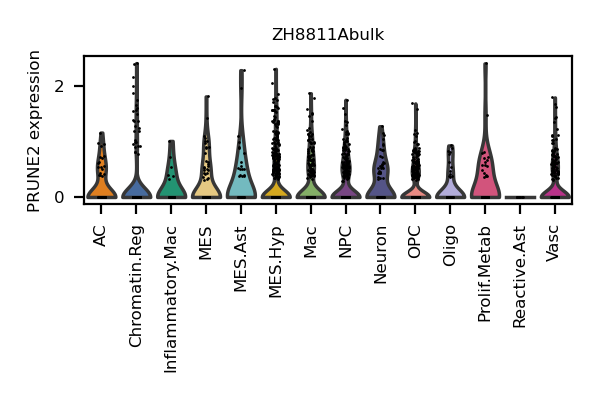 ZH8811Abulk
PRUNE2 expression
2
0
AC
Chromatin.Reg
Inflammatory.Mac
MES
MES.Ast
MES.Hyp
Mac
NPC
Neuron
OPC
Oligo
Prolif.Metab
Reactive.Ast
Vasc